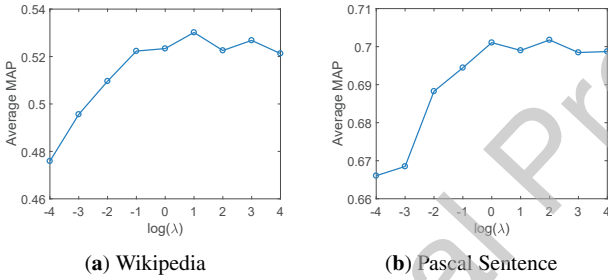 0.54
0.52
0.5
0.48
0.46
Average MAP
-4 -3 -2 -1 0 1 2 3 4
log(λ)
(a) Wikipedia
0.71
0.7
0.69
0.68
0.67
0.66
Average MAP
-4 -3 -2 -1 0 1 2 3 4
log(λ)
(b) Pascal Sentence